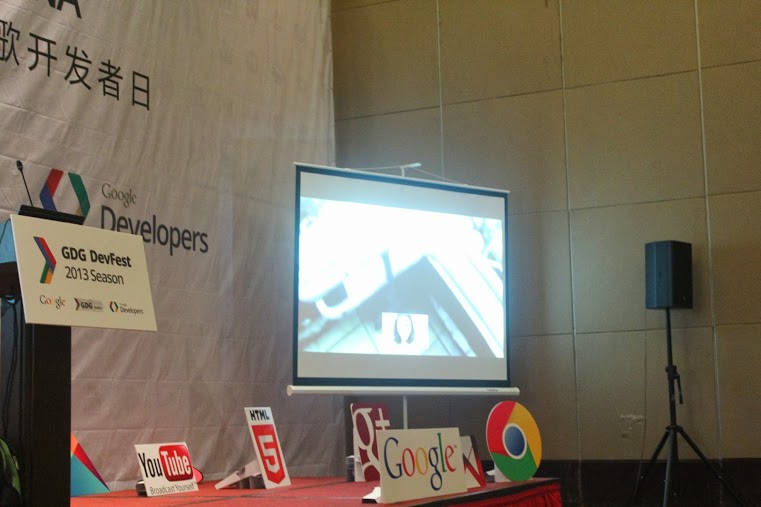 歌开发者日
Google
Developers
GDG DevFest
2013 Season
Google
GDG
Developers
YouTube
Broadcast Yourself
HTML
5
g+
Google